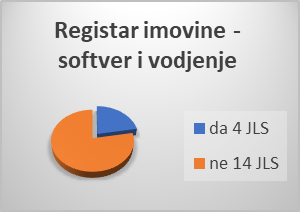 Registar imovine -
softver i vodjenje
da 4 JLS
ne 14 JLS